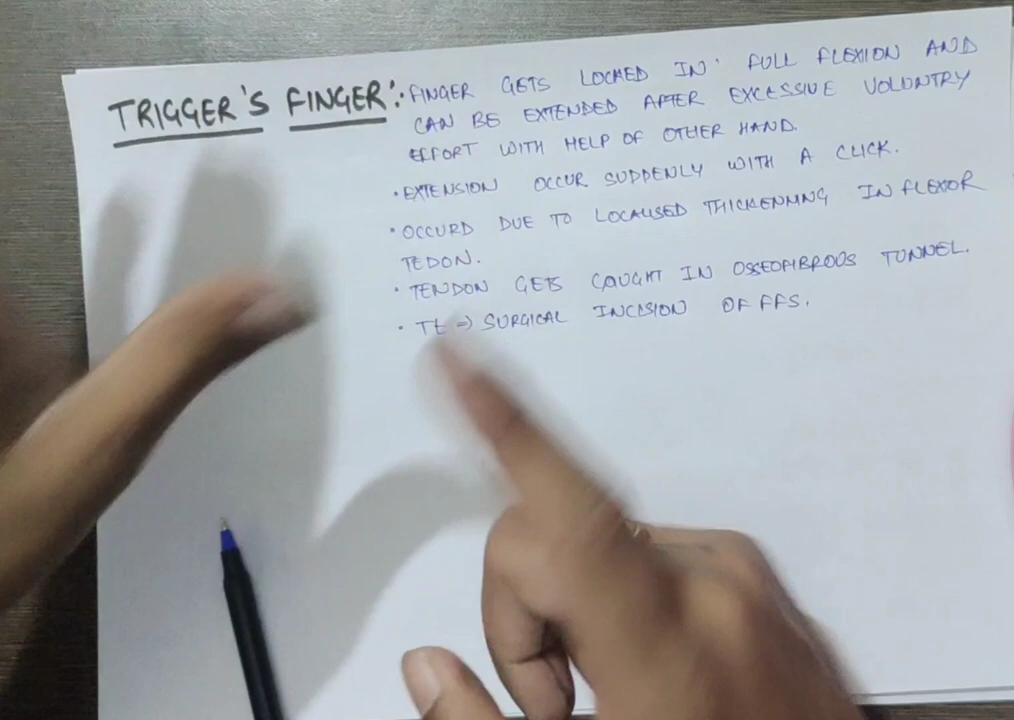 TRIGGER'S FINGER:• FINGER GETS LOCKED IN FULL FLEXION AND
CAN BE EXTENDED AFTER EXCESSIVE VOLUNTRY
EFFORT WITH HELP OF OTHER HAND.
• EXTENSION OCCUR SUDDENLY WITH A CLICK.
• OCCURD DUE TO LOCALISED THICKENNING IN FLEXOR
TEDON.
• TENDON GETS CAUGHT IN OSSEOFIBROOS TUNNEL.
• Tt => SURGICAL INCISION OF FFS.